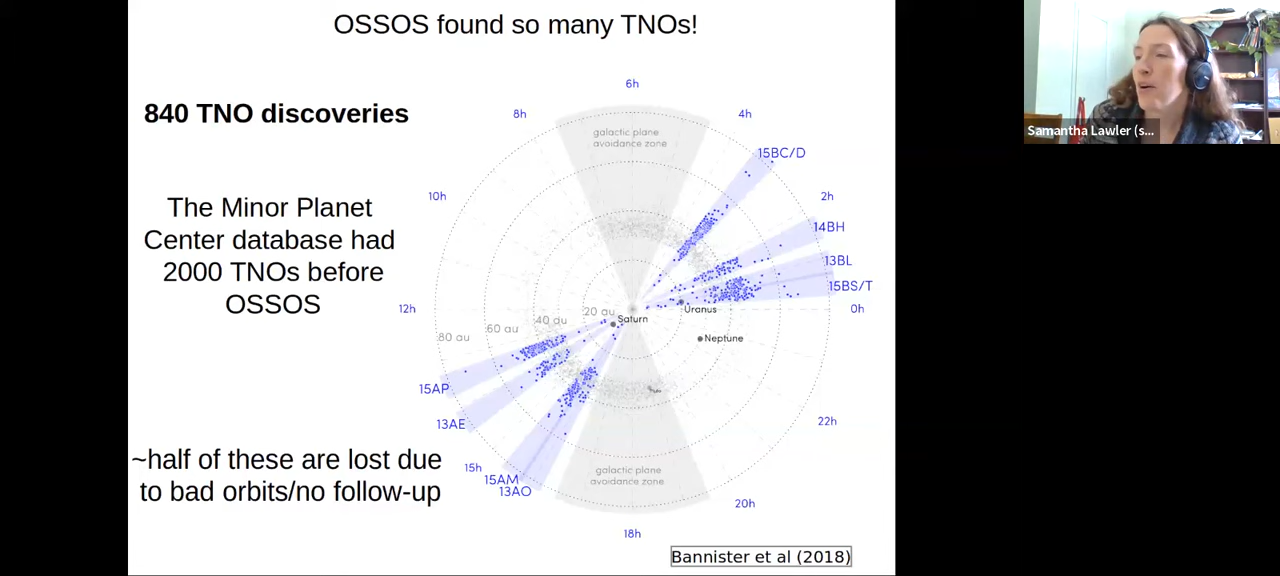 OSSOS found so many TNOs!
840 TNO discoveries
The Minor Planet
Center database had
2000 TNOs before
OSSOS
~half of these are lost due
to bad orbits/no follow-up
6h
8h
4h
galactic plane
avoidance zone
15BC/D
10h
2h
14BH
13BL
15BS/T
12h
0h
20 au
40 au
60 au
80 au
Saturn
Uranus
Neptune
15AP
13AE
22h
15h
15AM
13AO
galactic plane
avoidance zone
20h
18h
Bannister et al (2018)
Samantha Lawler (s...